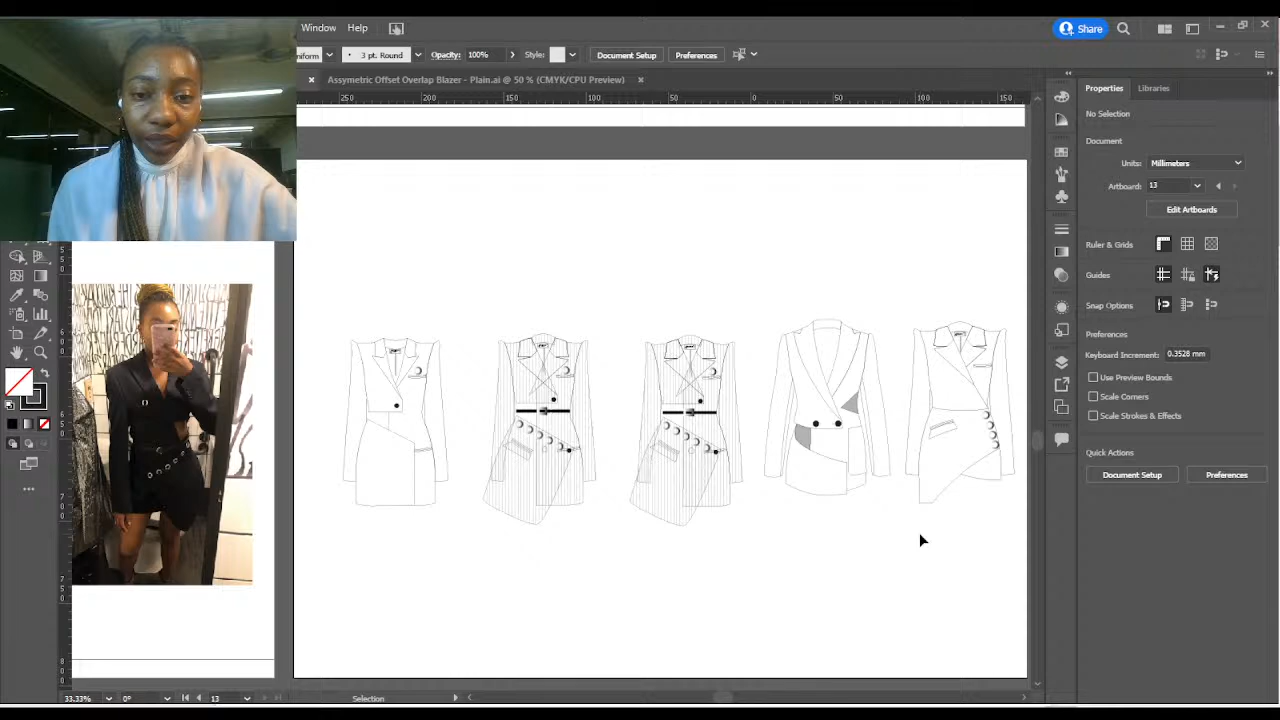 Window Help
Share
niform
3 pt. Round
Opacity: 100%
Style:
Document Setup
Preferences
Assymetric Offset Overlap Blazer - Plain.ai @ 50 % (CMYK/CPU Preview)
250 200 150 100 50 0 50 100 150
Properties
Libraries
No Selection
Document
Units: Millimeters
Artboard: 13
Edit Artboards
Ruler & Grids
Guides
Snap Options
Preferences
Keyboard Increment: 0.3528 mm
Use Preview Bounds
Scale Corners
Scale Strokes & Effects
Quick Actions
Document Setup
Preferences
33.33%
0°
13
Selection